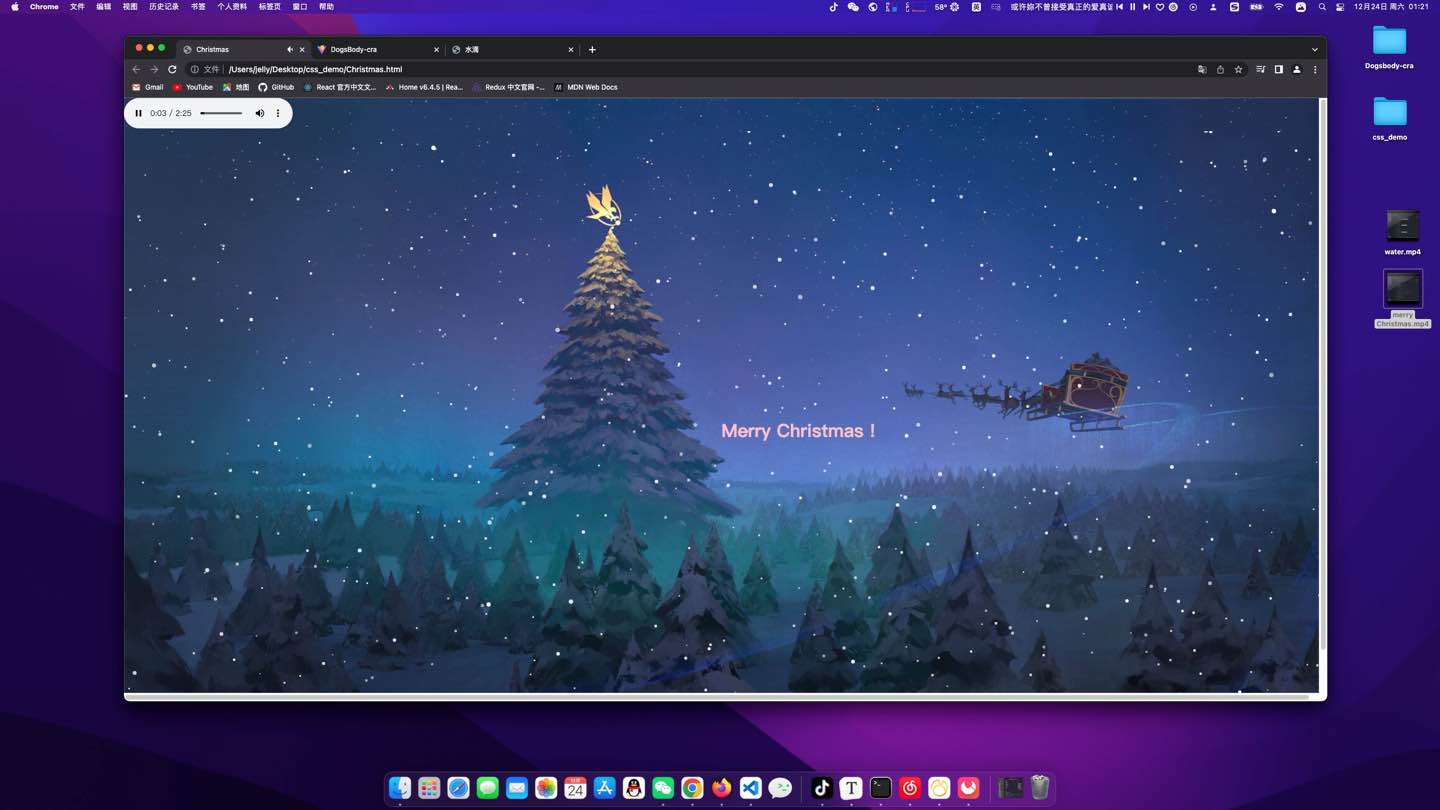 Chrome 文件 编辑 视图 历史记录 书签 个人资料 标签页 窗口 帮助
58° 英 或许妳不曾接受真正的爱真诚 12月24日 周六 01:21
Christmas DogsBody-cra 水滴
文件 /Users/jelly/Desktop/css_demo/Christmas.html
Gmail YouTube 地图 GitHub React 官方中文文... Home v6.4.5 | Rea... Redux 中文官网 -... MDN Web Docs
0:03 / 2:25
Merry Christmas !
Dogsbody-cra
css_demo
water.mp4
merry
Christmas.mp4
24